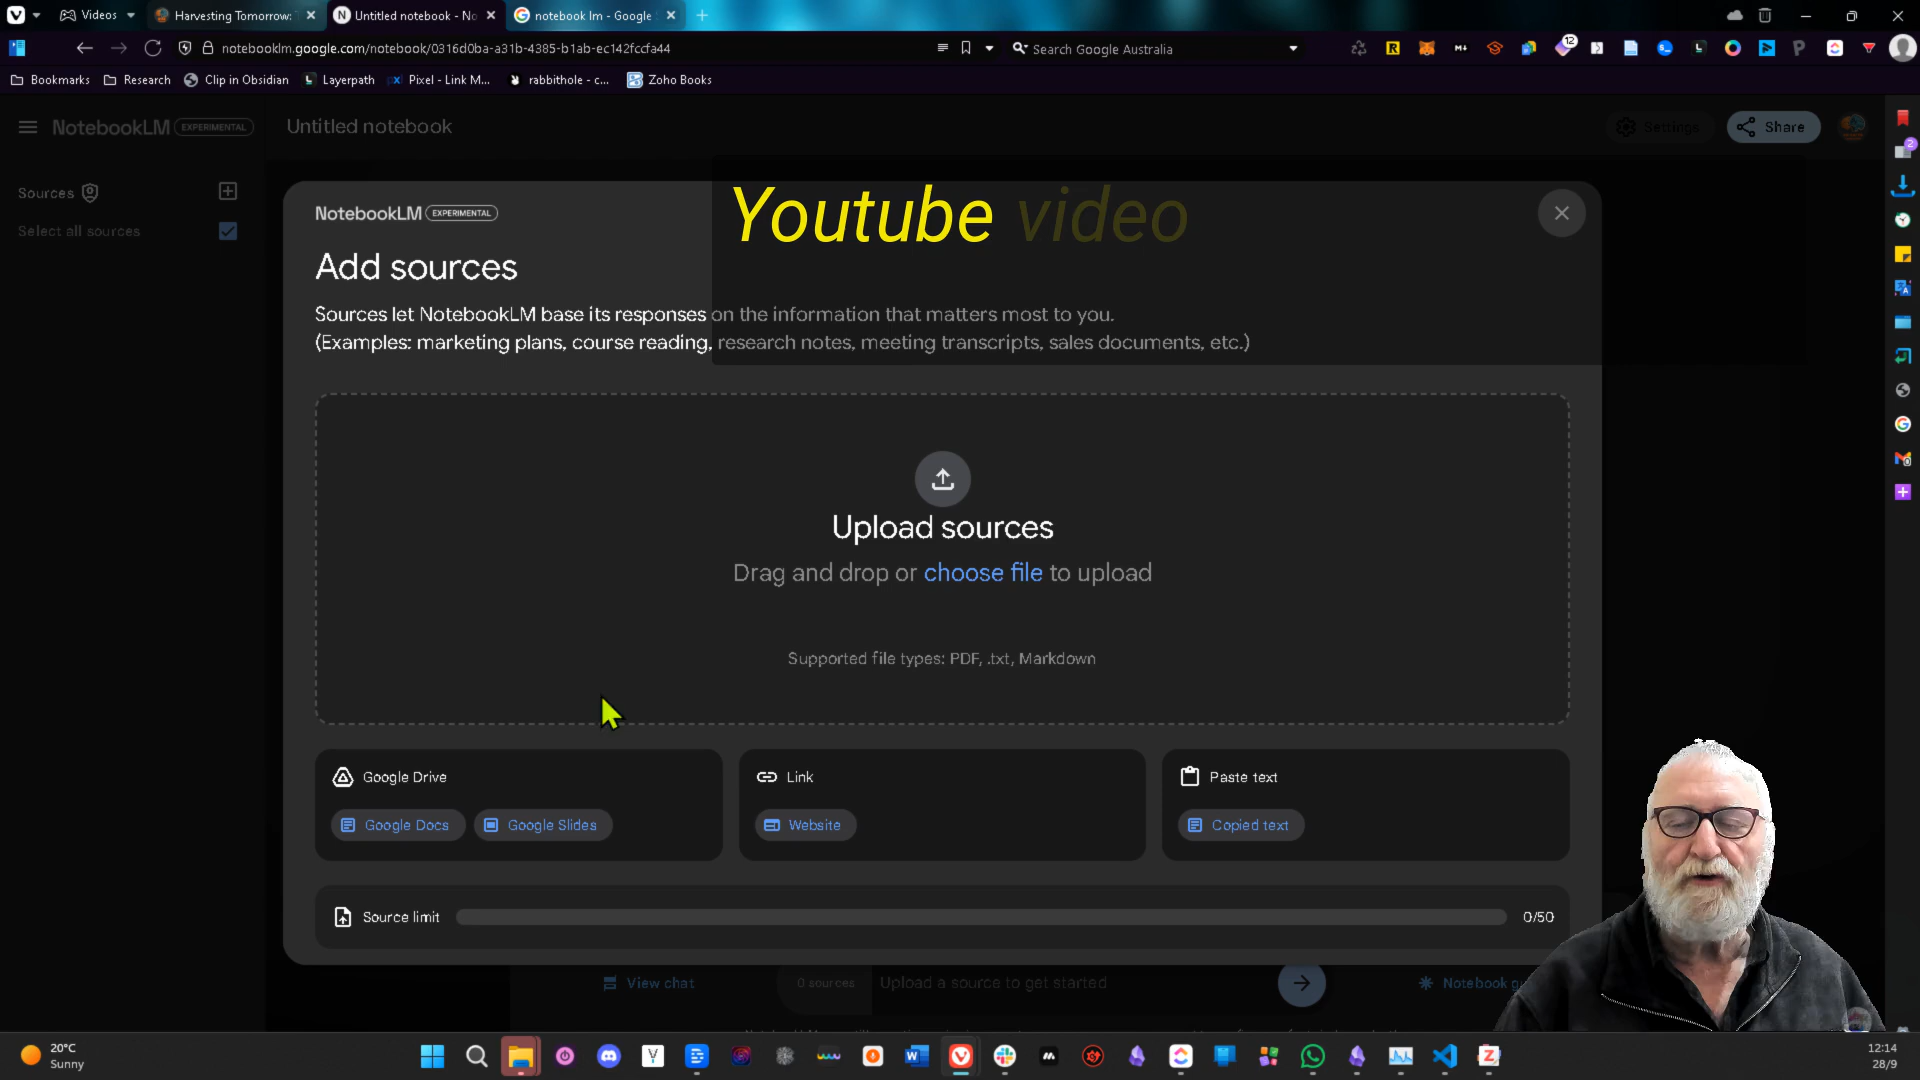 Videos
Harvesting Tomorrow:
Untitled notebook - No
notebook lm - Google
notebooklm.google.com/notebook/0316d0ba-a31b-4385-b1ab-ec142fccfa44
Search Google Australia
12
Bookmarks
Research
Clip in Obsidian
Layerpath
Pixel - Link M...
rabbithole - c...
Zoho Books
NotebookLM EXPERIMENTAL
Untitled notebook
Settings
Share
2
Sources
Select all sources
NotebookLM EXPERIMENTAL
Youtube video
Add sources
Sources let NotebookLM base its responses on the information that matters most to you.
(Examples: marketing plans, course reading, research notes, meeting transcripts, sales documents, etc.)
Upload sources
Drag and drop or choose file to upload
Supported file types: PDF, .txt, Markdown
Google Drive
Google Docs
Google Slides
Link
Website
Paste text
Copied text
Source limit
0/50
View chat
0 sources
Upload a source to get started
Notebook
20°C
Sunny
12:14
28/9